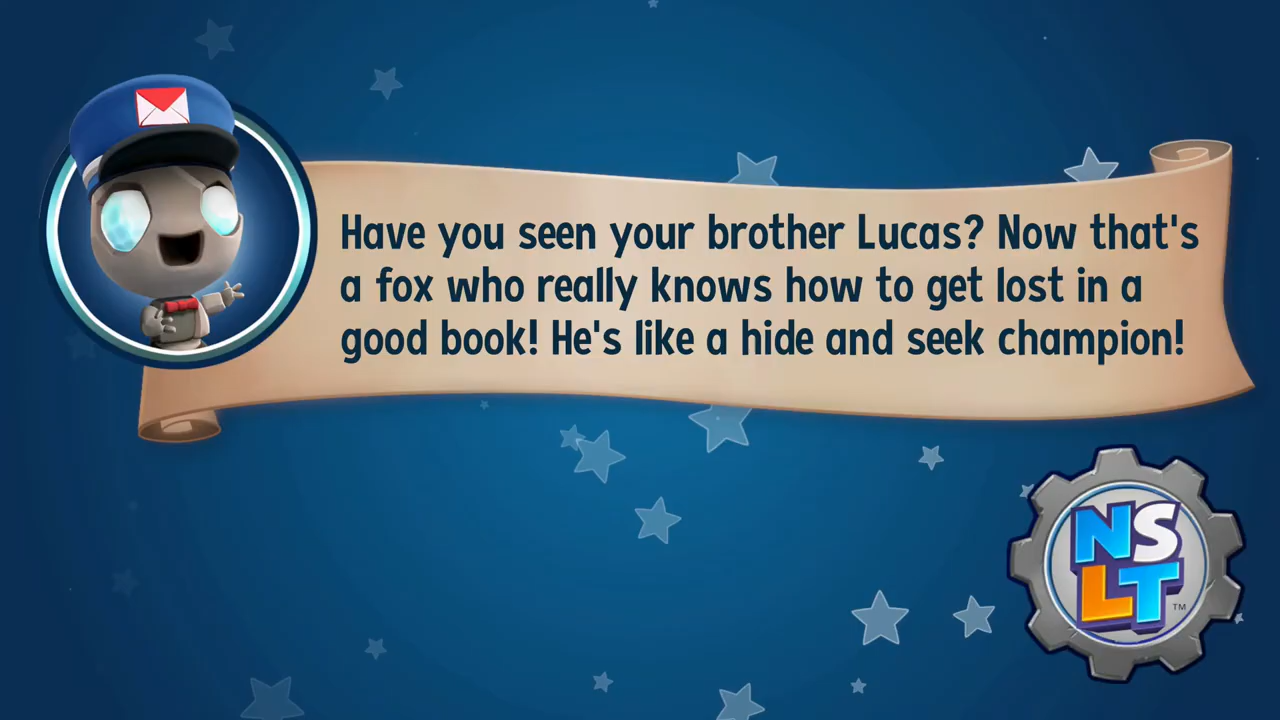 Have you seen your brother Lucas? Now that's
a fox who really knows how to get lost in a
good book! He's like a hide and seek champion!
NS
LT
TM